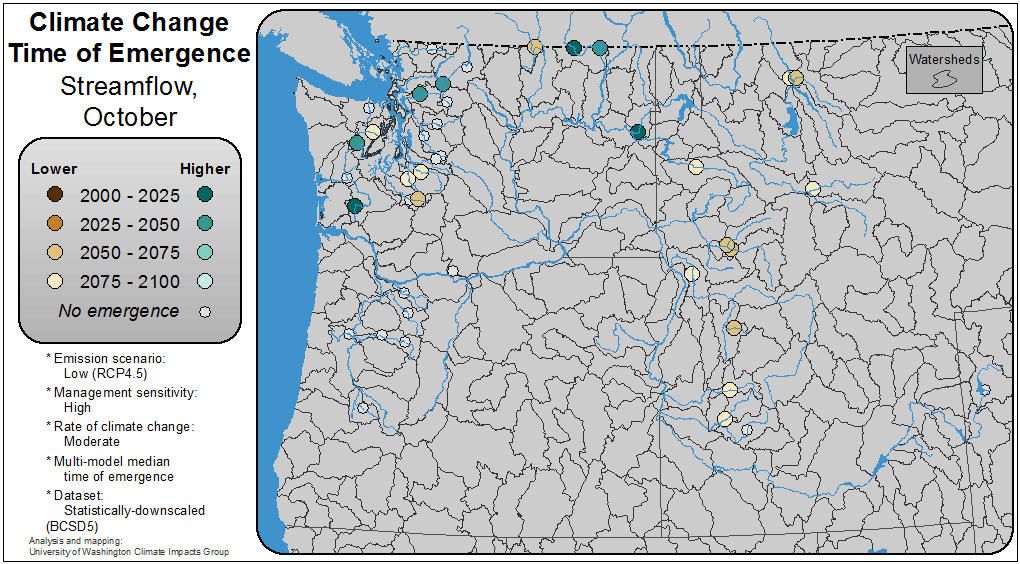 Climate Change
Time of Emergence
Streamflow,
October
Lower Higher
2000 - 2025
2025 - 2050
2050 - 2075
2075 - 2100
No emergence
* Emission scenario:
Low (RCP4.5)
* Management sensitivity:
High
* Rate of climate change:
Moderate
* Multi-model median
time of emergence
* Dataset:
Statistically-downscaled
(BCSD5)
Analysis and mapping:
University of Washington Climate Impacts Group
Watersheds